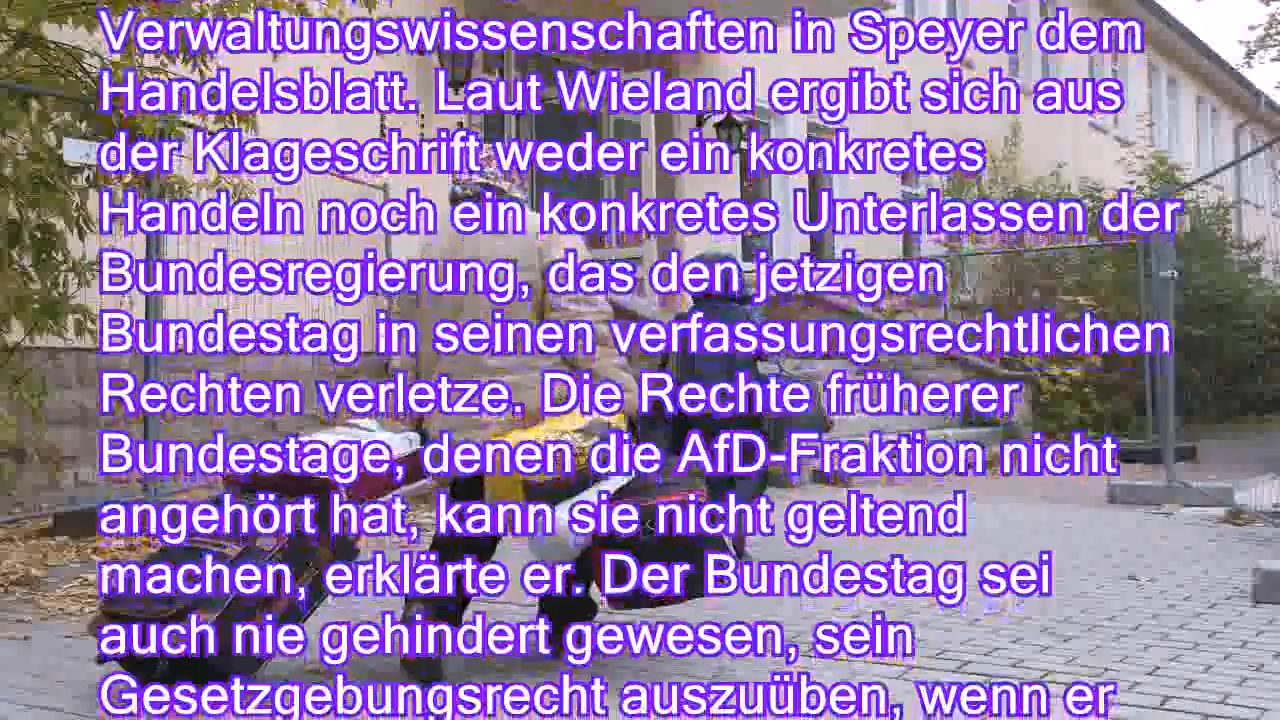 Verwaltungswissenschaften in Speyer dem
Handelsblatt. Laut Wieland ergibt sich aus
der Klageschrift weder ein konkretes
Handeln noch ein konkretes Unterlassen der
Bundesregierung, das den jetzigen
Bundestag in seinen verfassungsrechtlichen
Rechten verletze. Die Rechte früherer
Bundestage, denen die AfD-Fraktion nicht
angehört hat, kann sie nicht geltend
machen, erklärte er. Der Bundestag sei
auch nie gehindert gewesen, sein
Gesetzgebungsrecht auszuüben, wenn er